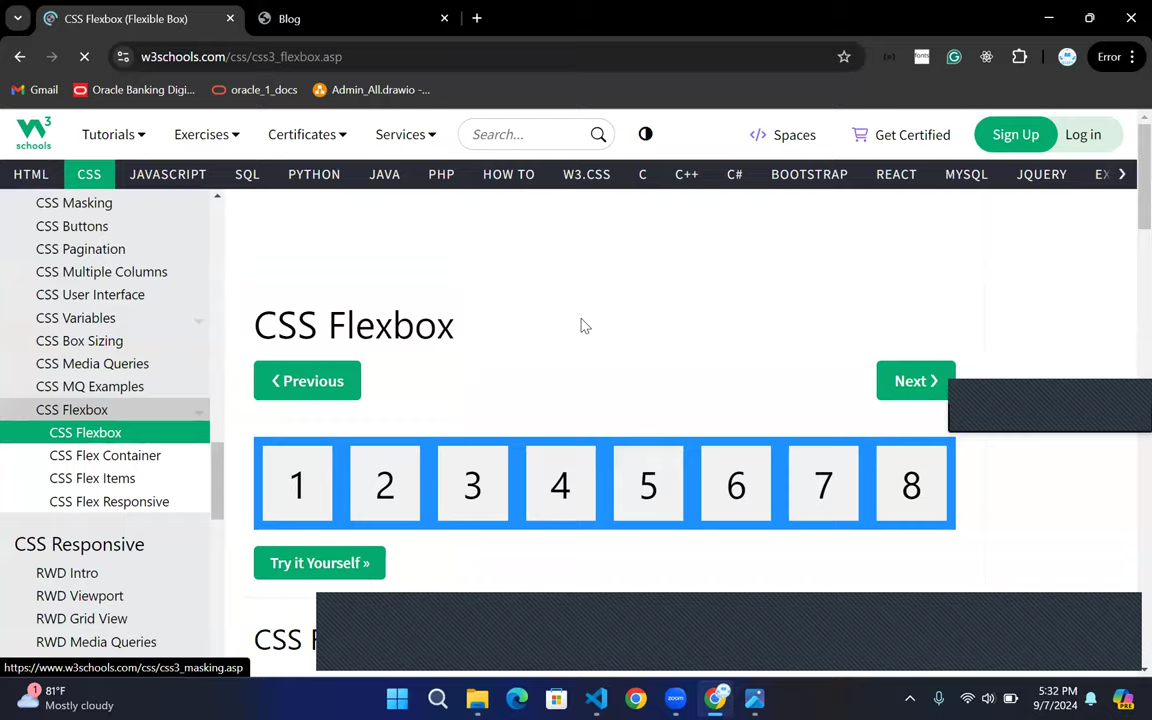 CSS Flexbox (Flexible Box)
Blog
w3schools.com/css/css3_flexbox.asp
Error
Gmail
Oracle Banking Digi...
oracle_1_docs
Admin_All.drawio -...
W3 schools
Tutorials
Exercises
Certificates
Services
Search...
Spaces
Get Certified
Sign Up
Log in
HTML
CSS
JAVASCRIPT
SQL
PYTHON
JAVA
PHP
HOW TO
W3.CSS
C
C++
C#
BOOTSTRAP
REACT
MYSQL
JQUERY
CSS Masking
CSS Buttons
CSS Pagination
CSS Multiple Columns
CSS User Interface
CSS Variables
CSS Box Sizing
CSS Media Queries
CSS MQ Examples
CSS Flexbox
CSS Flexbox
CSS Flex Container
CSS Flex Items
CSS Flex Responsive
CSS Responsive
RWD Intro
RWD Viewport
RWD Grid View
RWD Media Queries
https://www.w3schools.com/css/css3_masking.asp
CSS Flexbox
❮ Previous
Next ❯
1 2 3 4 5 6 7 8
Try it Yourself »
CSS
1
81°F
Mostly cloudy
5:32 PM
9/7/2024
PRE